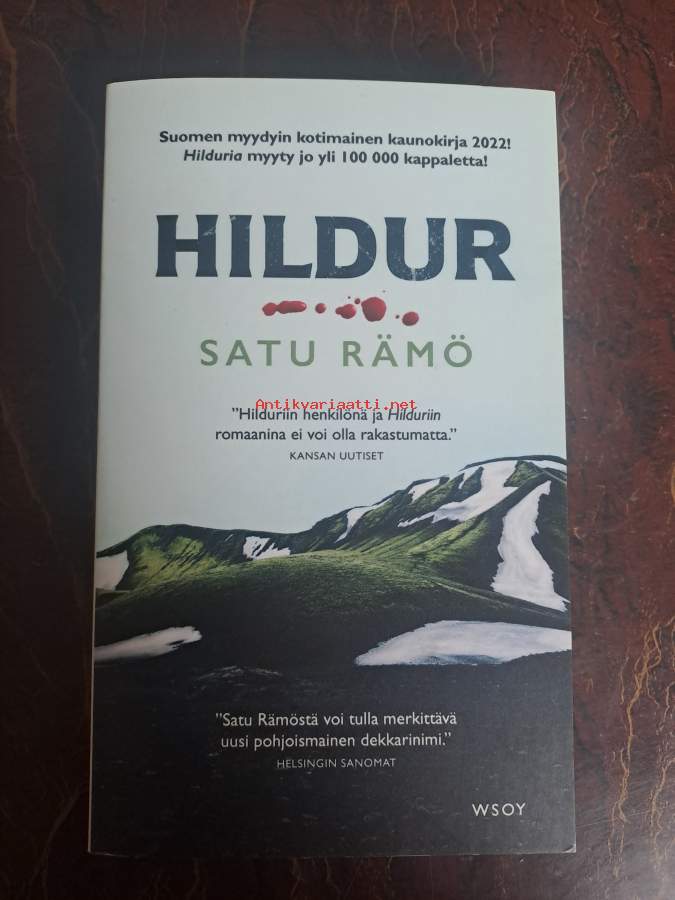 Suomen myydyin kotimainen kaunokirja 2022!
Hilduria myyty jo yli 100 000 kappaletta!
HILDUR
SATU RÄMÖ
Antikvariaatti.net
”Hilduriin henkilönä ja Hilduriin
romaanina ei voi olla rakastumatta.”
KANSAN UUTISET
”Satu Rämöstä voi tulla merkittävä
uusi pohjoismainen dekkarinimi.”
HELSINGIN SANOMAT
WSOY